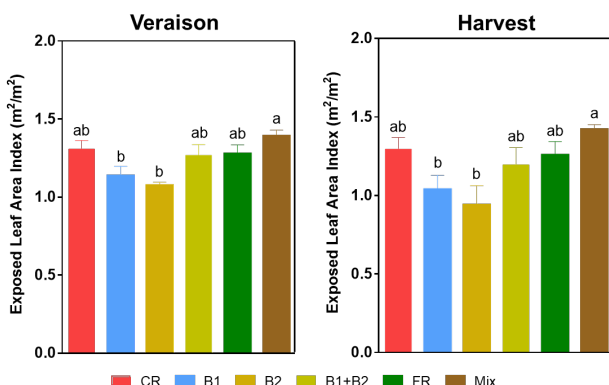 Veraison
Exposed Leaf Area Index (m²/m²)
2.0
1.5
1.0
0.5
0.0
ab
b
b
ab
ab
a
Harvest
Exposed Leaf Area Index (m²/m²)
2.0
1.5
1.0
0.5
0.0
ab
b
b
ab
ab
a
CR B1 B2 B1+B2 Mix